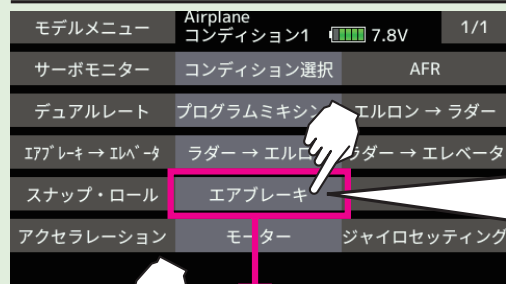 モデルメニュー Airplane
コンディション1 7.8V 1/1
サーボモニター コンディション選択 AFR
デュアルレート プログラムミキシン エルロン → ラダー
ｴｱﾌﾞﾚｰｷ → ｴﾚﾍﾞｰﾀ ラダー → エルロ ラダー → エレベータ
スナップ・ロール エアブレーキ
アクセラレーション モーター ジャイロセッティング